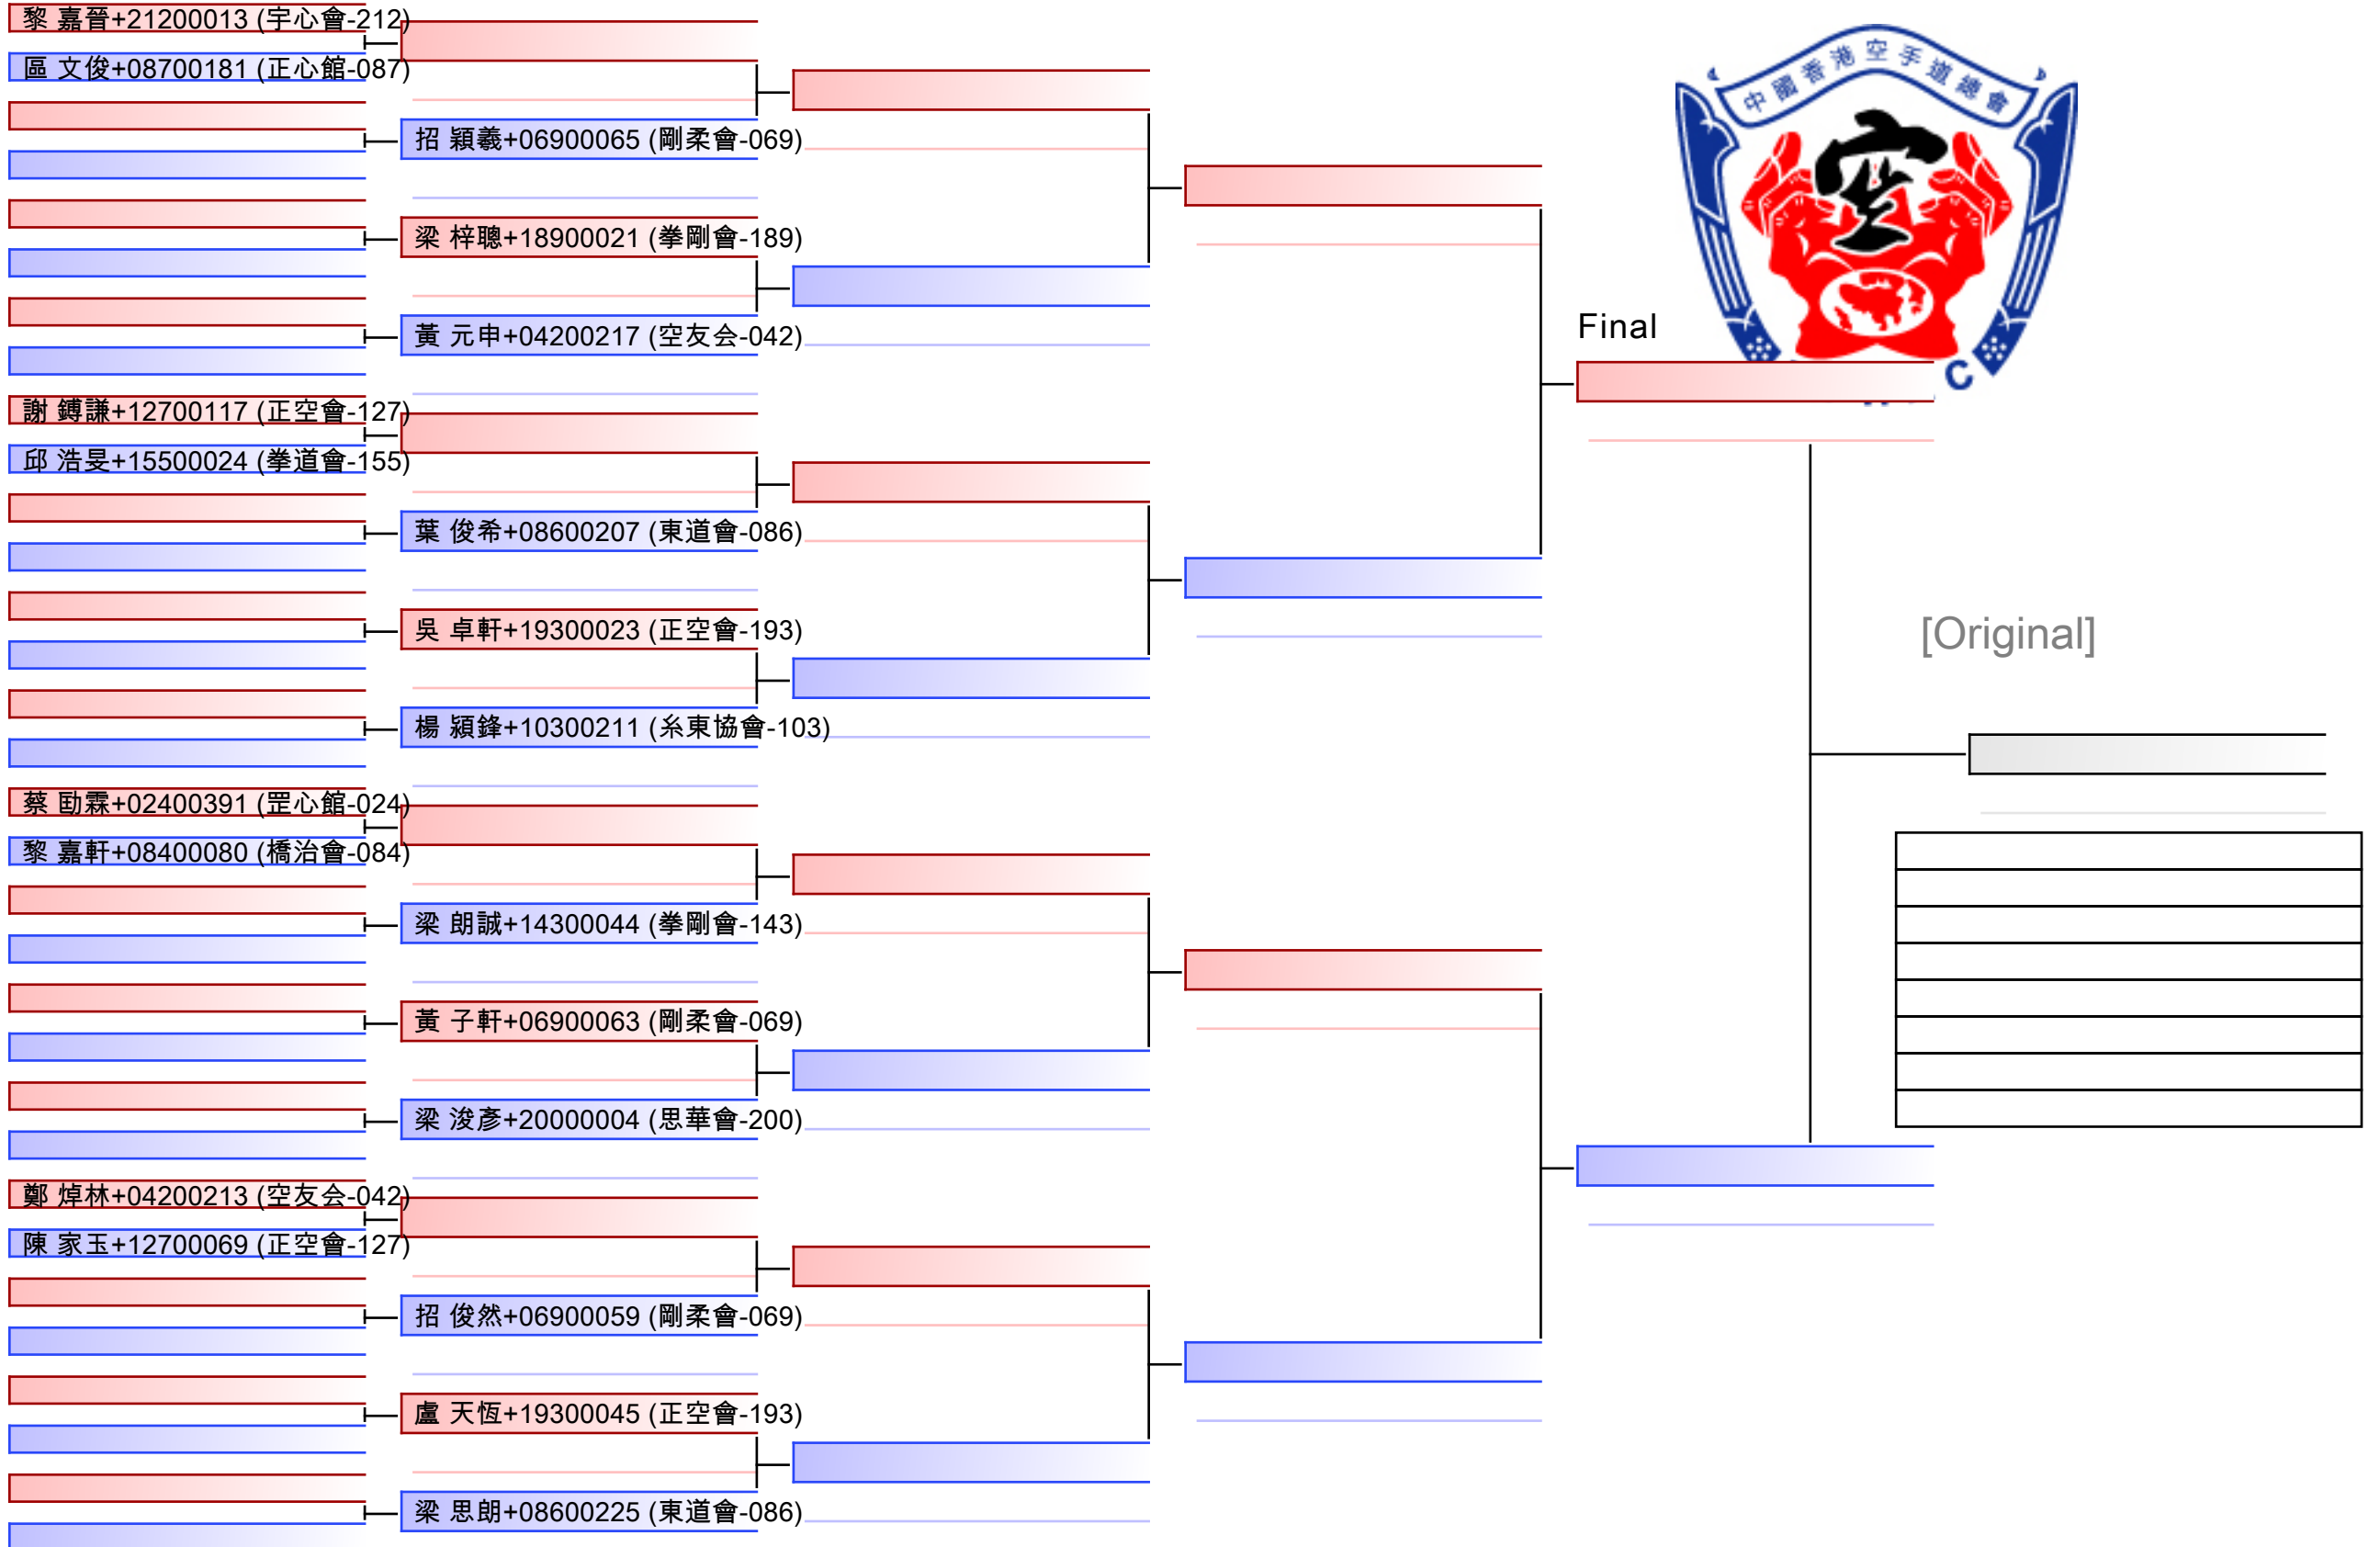 黎 嘉晉+21200013 (宇心會-212)
區 文俊+08700181 (正心館-087)
招 穎羲+06900065 (剛柔會-069)
梁 梓聰+18900021 (拳剛會-189)
黃 元申+04200217 (空友会-042)
謝 鎛謙+12700117 (正空會-127)
邱 浩旻+15500024 (拳道會-155)
葉 俊希+08600207 (東道會-086)
吳 卓軒+19300023 (正空會-193)
楊 潁鋒+10300211 (糸東協會-103)
蔡 劻霖+02400391 (罡心館-024)
黎 嘉軒+08400080 (橋治會-084)
梁 朗誠+14300044 (拳剛會-143)
黃 子軒+06900063 (剛柔會-069)
梁 浚彥+20000004 (思華會-200)
鄭 焯林+04200213 (空友会-042)
陳 家玉+12700069 (正空會-127)
招 俊然+06900059 (剛柔會-069)
盧 天恆+19300045 (正空會-193)
梁 思朗+08600225 (東道會-086)
中國香港空手道總會
空
C
Final
[Original]